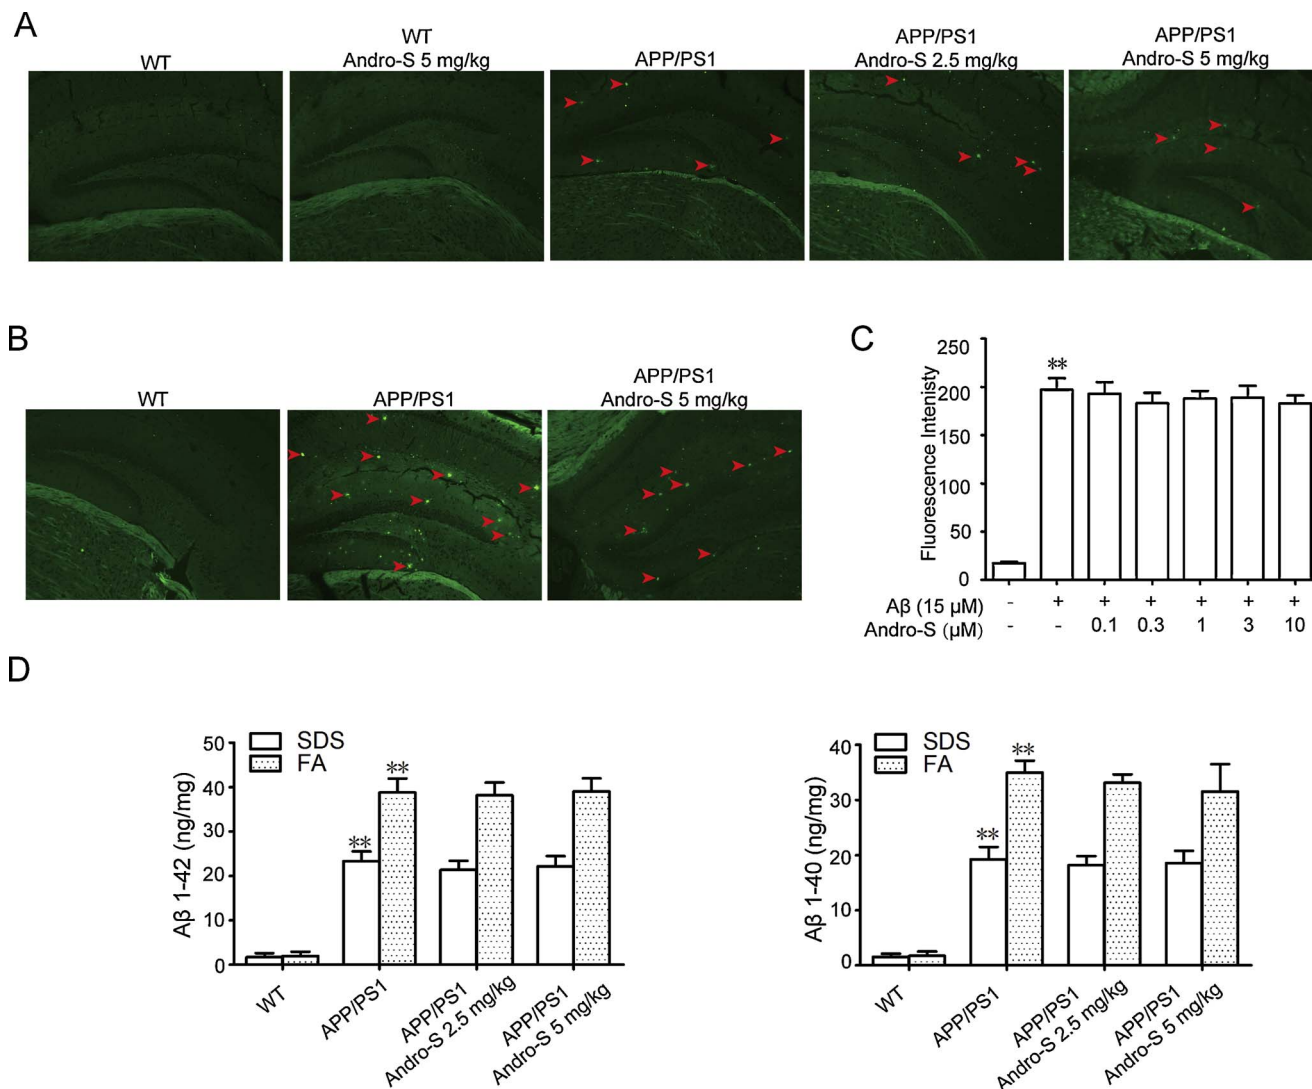 A
WT
WT
Andro-S 5 mg/kg
APP/PS1
APP/PS1
Andro-S 2.5 mg/kg
APP/PS1
Andro-S 5 mg/kg
B
WT
APP/PS1
APP/PS1
Andro-S 5 mg/kg
C
Fluorescence Intenisty
250
200
150
100
50
0
**
Aβ (15 µM) - + + + + + +
Andro-S (µM) - - 0.1 0.3 1 3 10
D
Aβ 1-42 (ng/mg)
50
40
30
20
10
0
SDS
FA
**
**
WT
APP/PS1
APP/PS1
Andro-S 2.5 mg/kg
APP/PS1
Andro-S 5 mg/kg
Aβ 1-40 (ng/mg)
40
30
20
10
0
SDS
FA
**
**
WT
APP/PS1
APP/PS1
Andro-S 2.5 mg/kg
APP/PS1
Andro-S 5 mg/kg